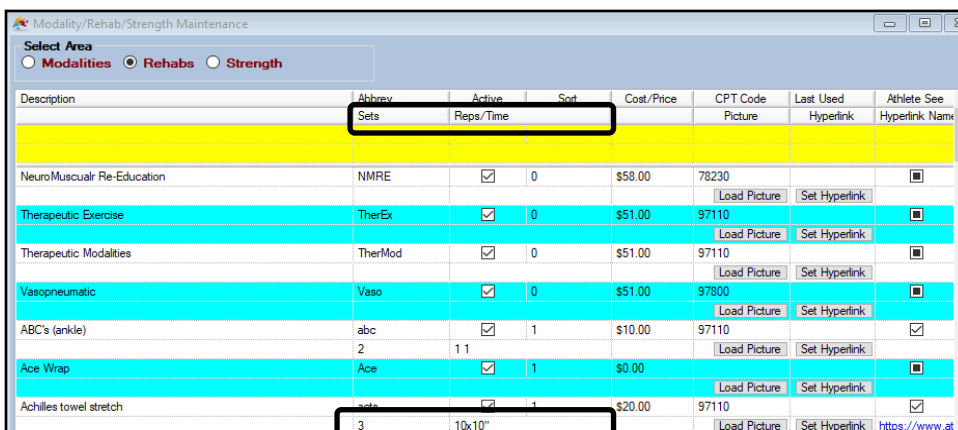 Modality/Rehab/Strength Maintenance
Select Area
Modalities Rehabs Strength
Description Abbrev Active Sort Cost/Price CPT Code Last Used Athlete See
Sets Reps/Time Picture Hyperlink Hyperlink Name
NeuroMuscualr Re-Education NMRE 0 $58.00 78230
Load Picture Set Hyperlink
Therapeutic Exercise TherEx 0 $51.00 97110
Load Picture Set Hyperlink
Therapeutic Modalities TherMod 0 $51.00 97110
Load Picture Set Hyperlink
Vasopneumatic Vaso 0 $51.00 97800
Load Picture Set Hyperlink
ABC's (ankle) abc 1 $10.00 97110
2 1 1 Load Picture Set Hyperlink
Ace Wrap Ace 1 $0.00
Load Picture Set Hyperlink
Achilles towel stretch 1 $20.00 97110
3 10x10" Load Picture Set Hyperlink https://www.at